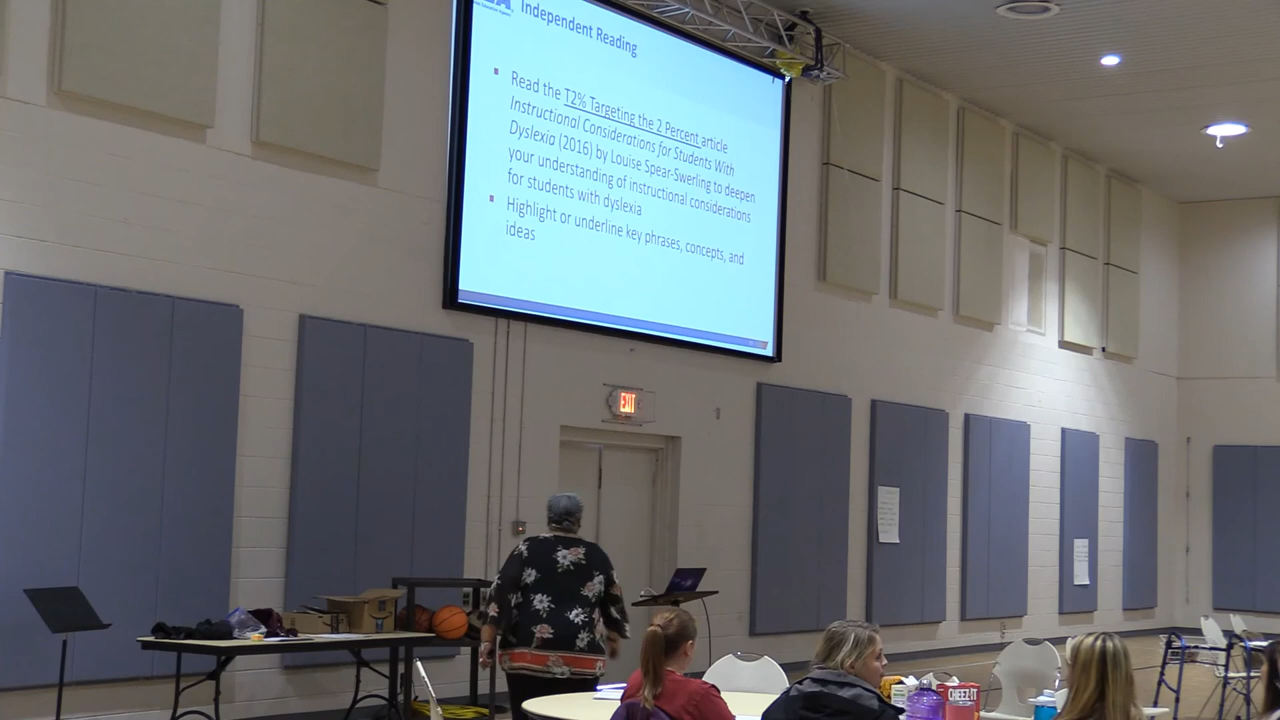 Independent Reading
Read the T2% Targeting the 2 Percent article
Instructional Considerations for Students With
Dyslexia (2016) by Louise Spear-Swerling to deepen
your understanding of instructional considerations
for students with dyslexia
Highlight or underline key phrases, concepts, and
ideas
EXIT
CHEEZ-IT